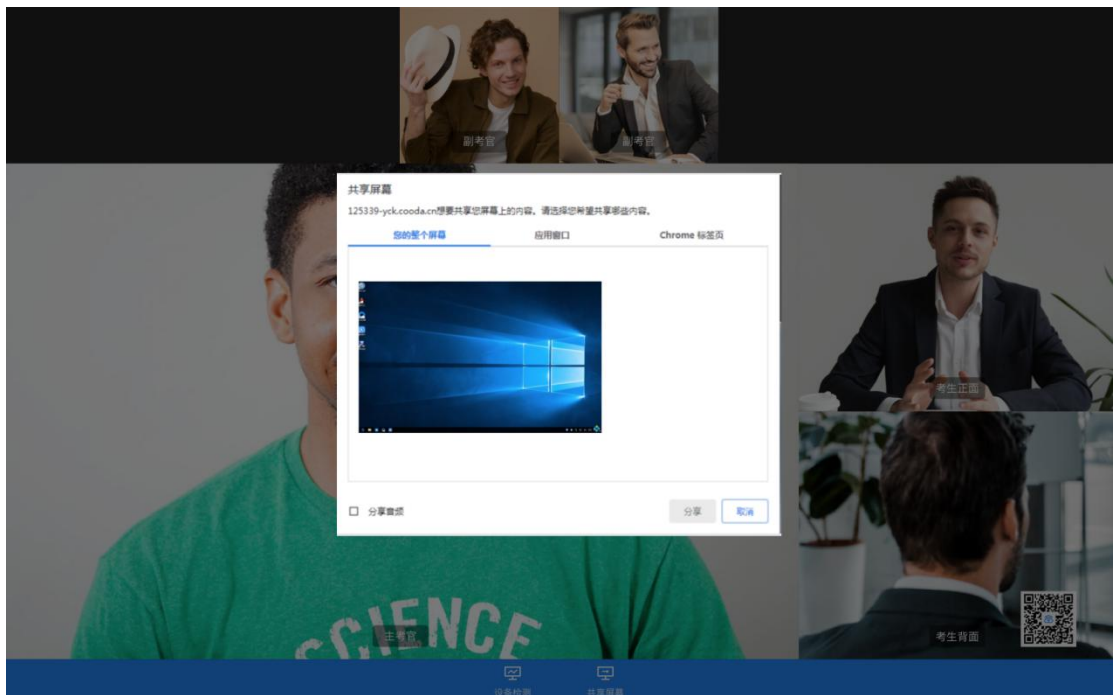 副考官
副考官
共享屏幕
125339-yck.cooda.cn想要共享您屏幕上的内容。请选择您希望共享哪些内容。
您的整个屏幕
应用窗口
Chrome 标签页
分享音频
分享
取消
考生正面
SCIENCE
主考官
考生背面
设备检测
共享屏幕